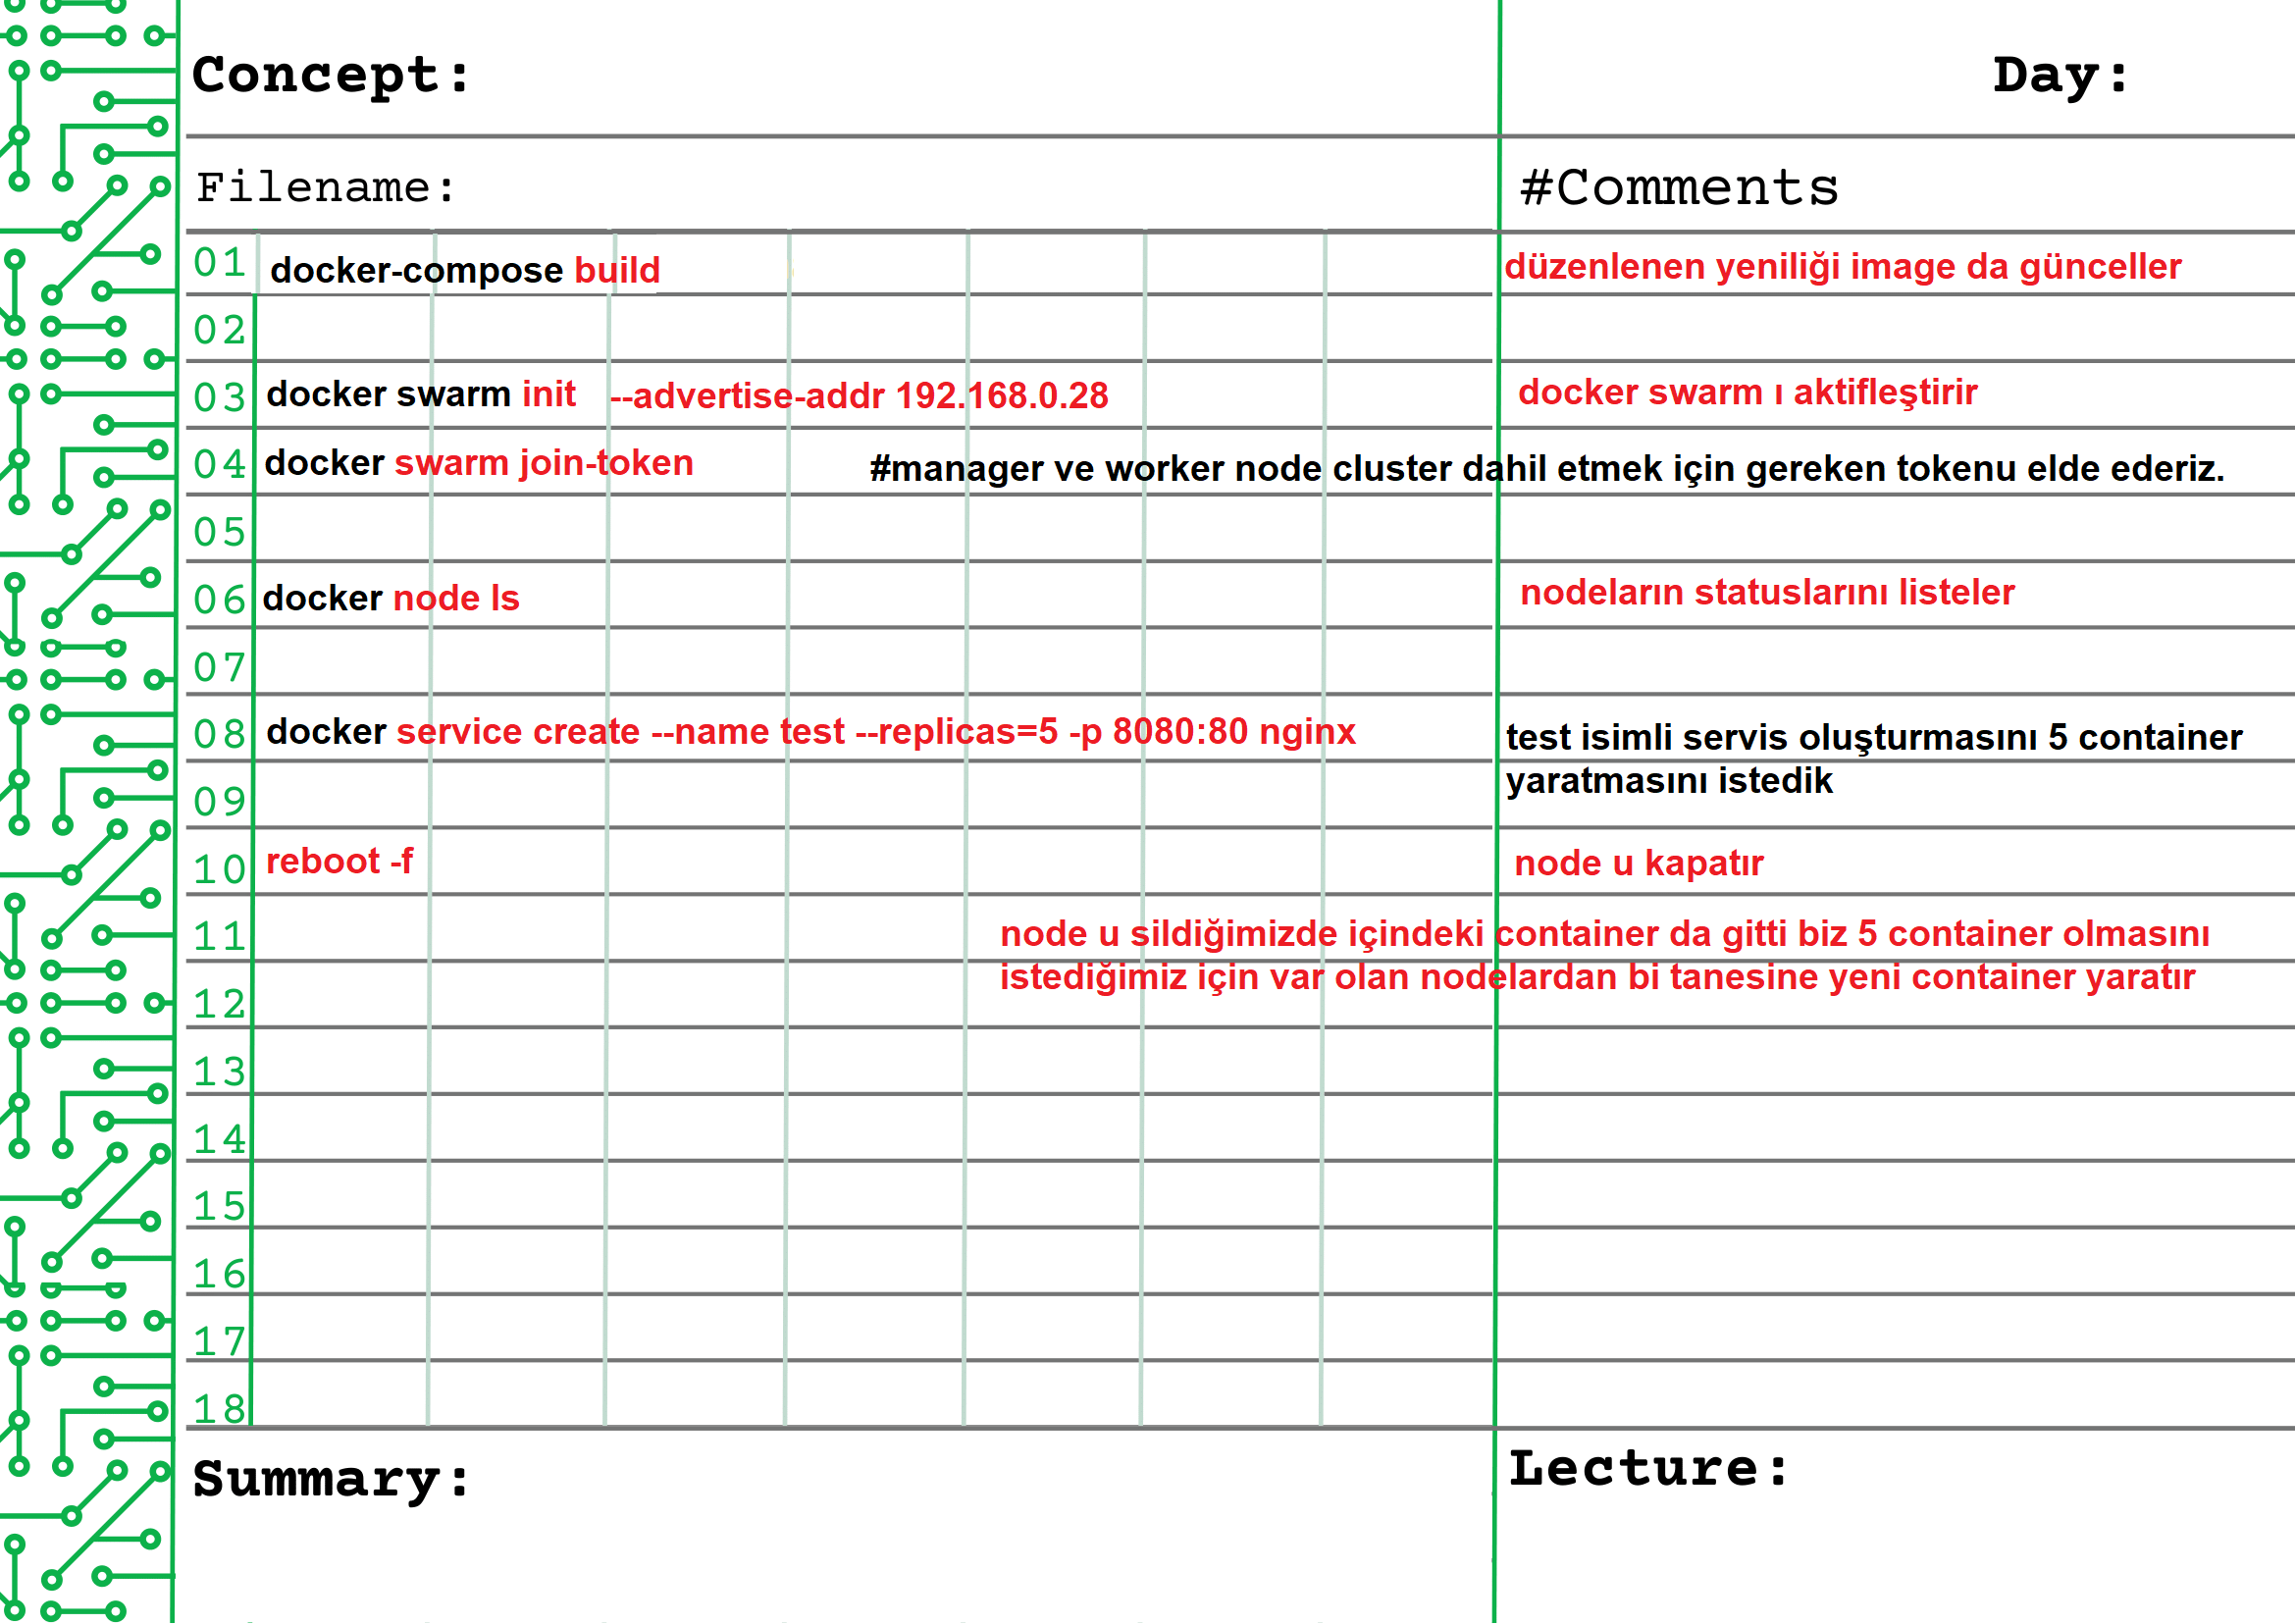 Concept:
Day:
Filename:
#Comments
01 docker-compose build
düzenlenen yeniliği image da günceller
02
03 docker swarm init --advertise-addr 192.168.0.28
docker swarm ı aktifleştirir
04 docker swarm join-token #manager ve worker node cluster dahil etmek için gereken tokenu elde ederiz.
05
06 docker node ls
nodeların statuslarını listeler
07
08 docker service create --name test --replicas=5 -p 8080:80 nginx
test isimli servis oluşturmasını 5 container
yaratmasını istedik
09
10 reboot -f
node u kapatır
11 node u sildiğimizde içindeki container da gitti biz 5 container olmasını
12 istediğimiz için var olan nodelardan bi tanesine yeni container yaratır
13
14
15
16
17
18
Summary:
Lecture: